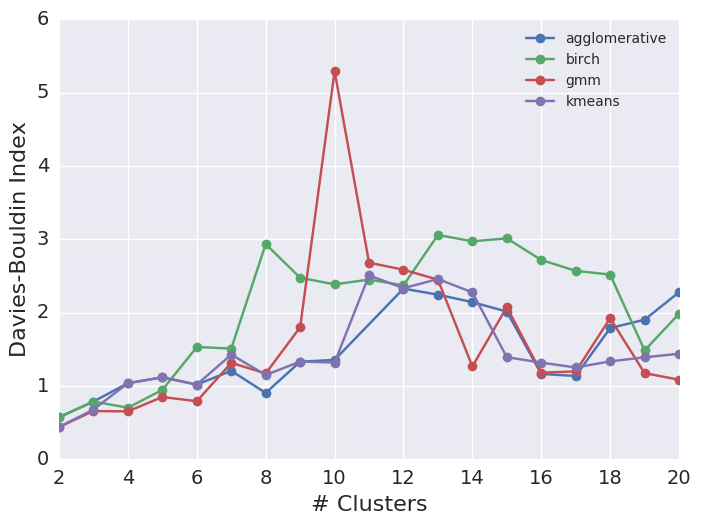 6
5
4
3
2
1
0
Davies-Bouldin Index
2 4 6 8 10 12 14 16 18 20
# Clusters
agglomerative
birch
gmm
kmeans